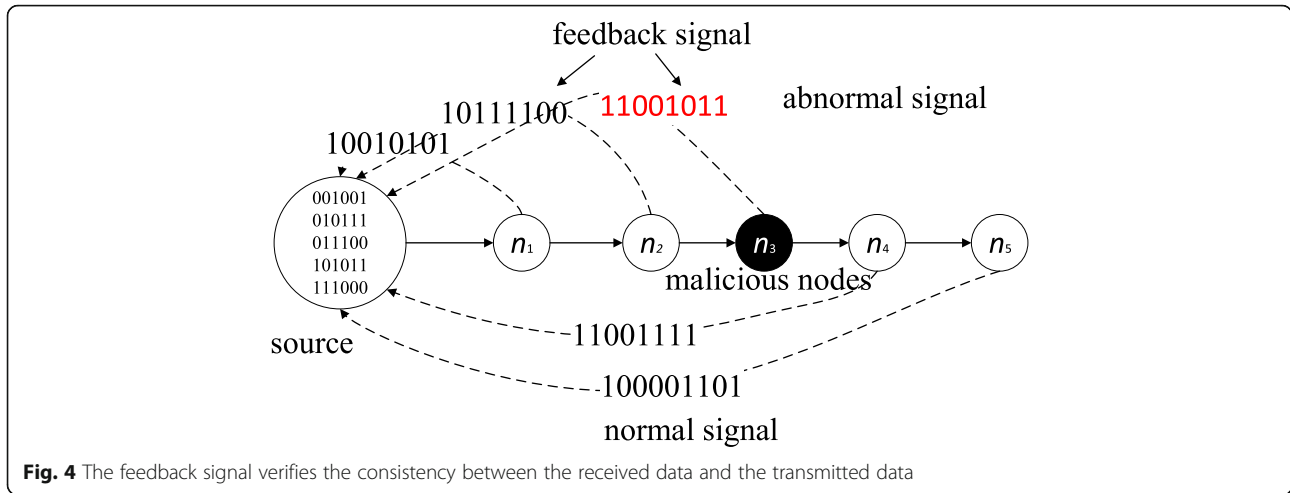 feedback signal
10111100
11001011
abnormal signal
10010101
001001
010111
011100
101011
111000
n1
n2
n3
n4
n5
malicious nodes
source
11001111
100001101
normal signal
Fig. 4 The feedback signal verifies the consistency between the received data and the transmitted data